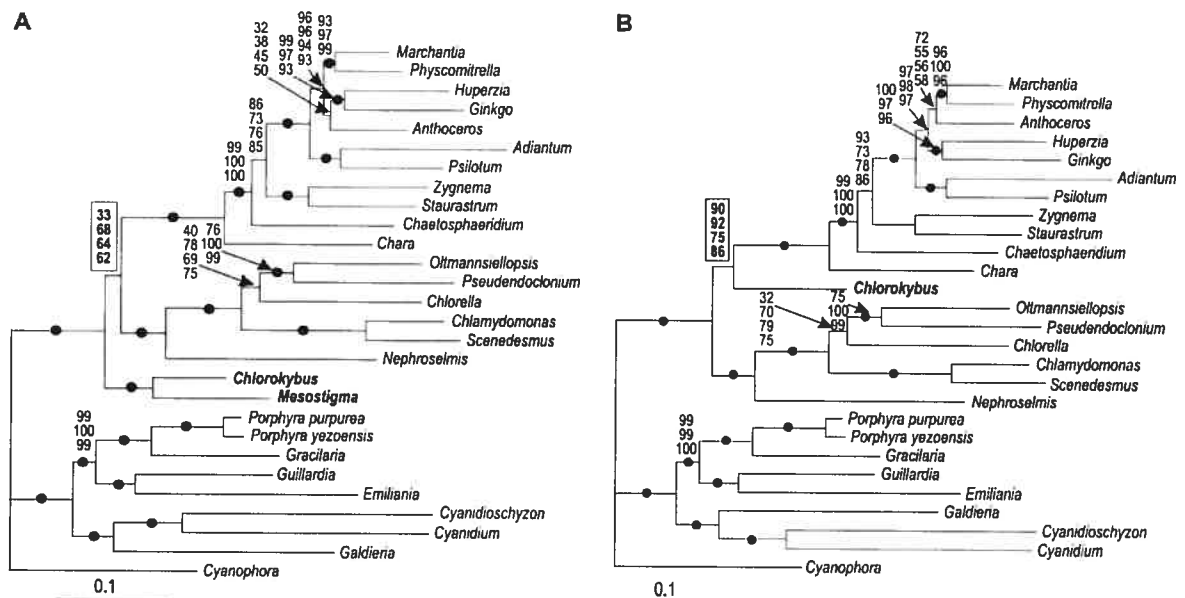 A
96 93
32 96 97
38 99 94 99
45 97 93
50 93
Marchantia
Physcomitrella
Huperzia
Ginkgo
Anthoceros
86
73
76
85
Adiantum
Psilotum
99
100
100
Zygnema
Staurastrum
Chaetosphaeridium
Chara
33
68
64
62
40 76
78 100
69 99
75
Oltmannsiellopsis
Pseudendoclonium
Chlorella
Chlamydomonas
Scenedesmus
Nephroselmis
Chlorokybus
Mesostigma
99
100
99
Porphyra purpurea
Porphyra yezoensis
Gracilaria
Guillardia
Emiliania
Cyanidioschyzon
Cyanidium
Galdieria
Cyanophora
0.1
B
72
55 96
97 56 100
100 98 58 96
97 97
96
Marchantia
Physcomitrolla
Anthoceros
Huperzia
Ginkgo
93
73
78
86
Adiantum
Psilotum
99
100
100
Zygnema
Staurastrum
Chaetosphaendium
Chara
90
92
75
86
Chlorokybus
32 75
70 100
79 99
75
Oltmannsiellopsis
Pseudendoclonium
Chlorella
Chlamydomonas
Scenedesmus
Nephroselmis
99
99
100
Porphyra purpurea
Porphyra yezoensis
Gracilaria
Guillardia
Emiliania
Galdieria
Cyanidioschyzon
Cyanidium
Cyanophora
0.1